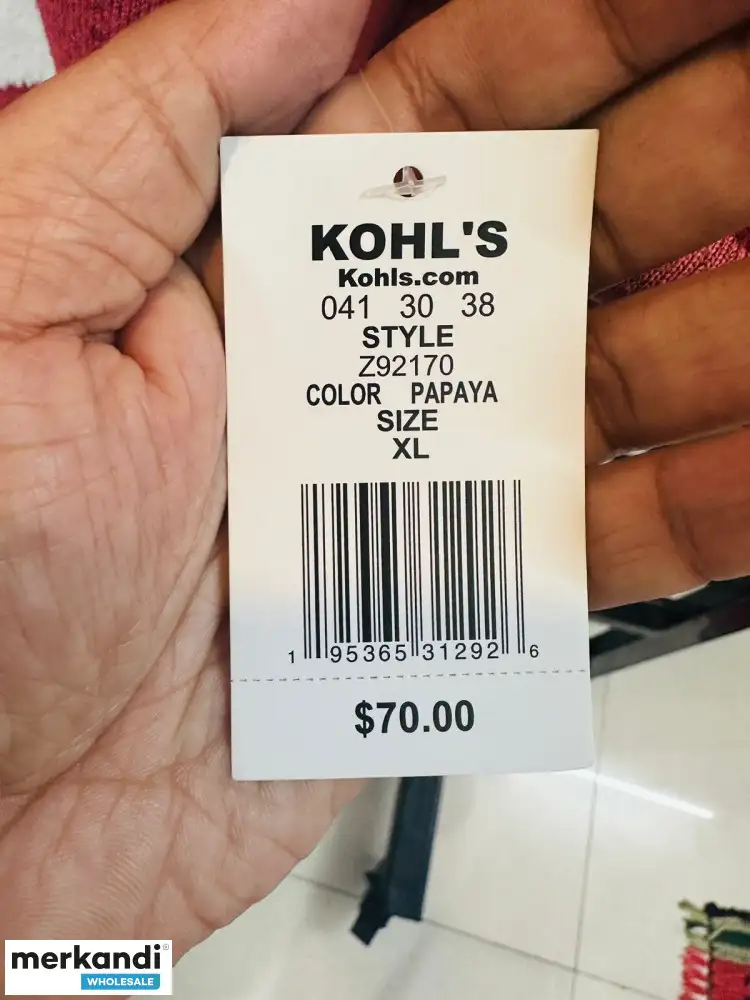 KOHL'S
Kohls.com
041 30 38
STYLE
Z92170
COLOR PAPAYA
SIZE
XL
1 95365 31292 6
$70.00
merkandi®
WHOLESALE